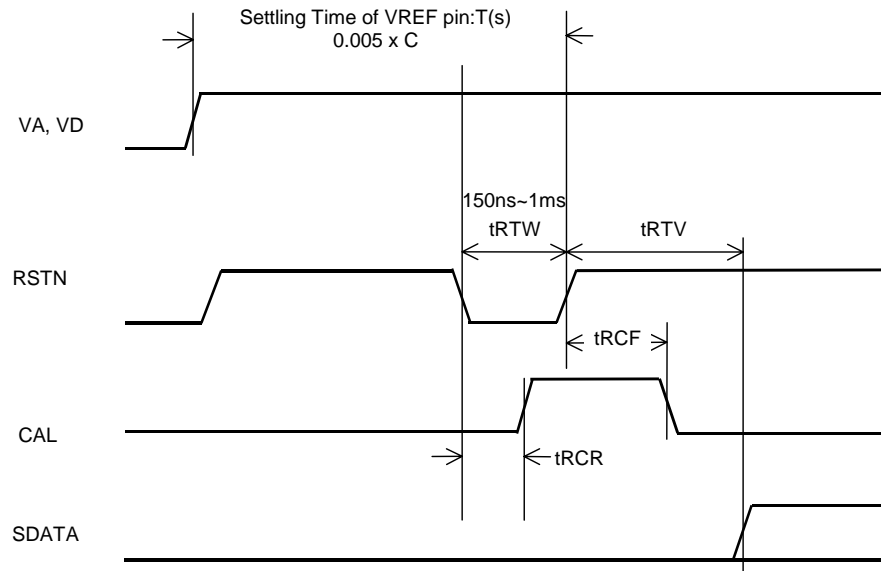 Settling Time of VREF pin:T(s)
0.005 x C
VA, VD
150ns~1ms
tRTW
tRTV
RSTN
tRCF
CAL
tRCR
SDATA